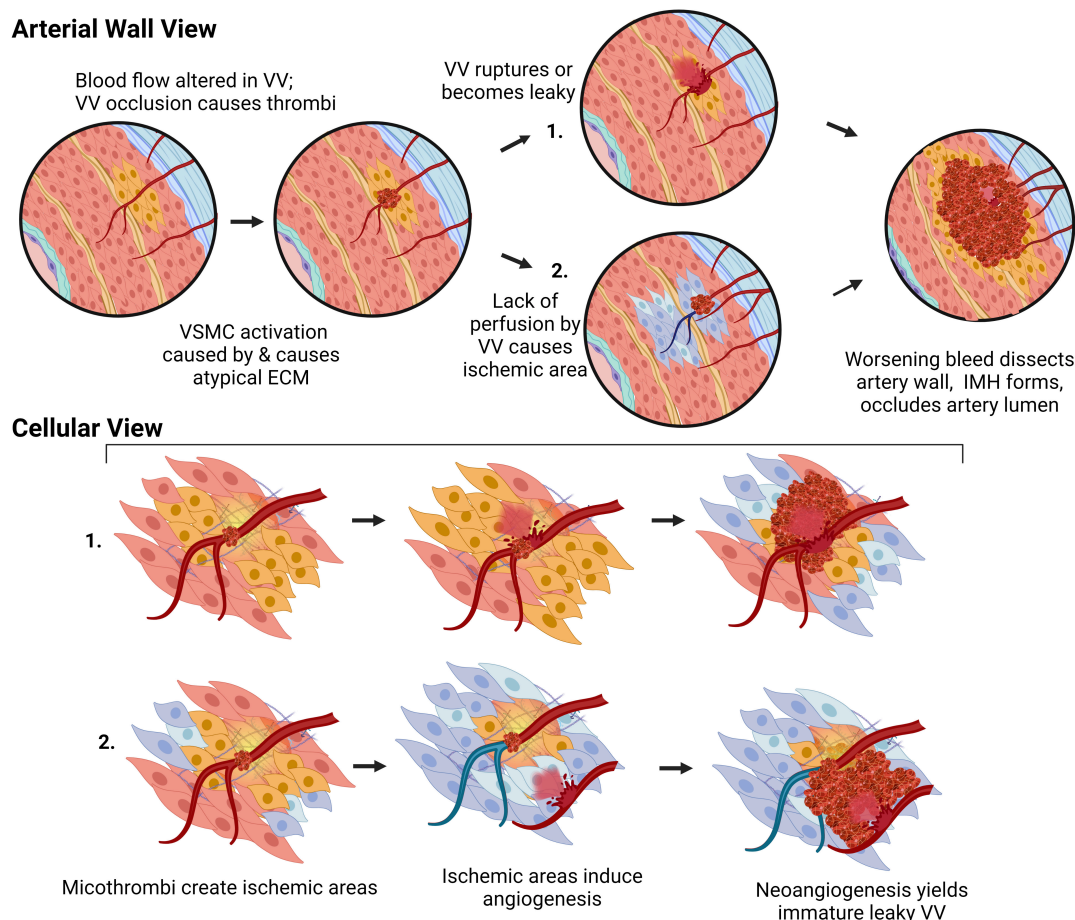 Arterial Wall View
Blood flow altered in VV;
VV occlusion causes thrombi
VV ruptures or
becomes leaky
1.
VSMC activation
caused by & causes
atypical ECM
2.
Lack of
perfusion by
VV causes
ischemic area
Worsening bleed dissects
artery wall, IMH forms,
occludes artery lumen
Cellular View
1.
2.
Micothrombi create ischemic areas
Ischemic areas induce
angiogenesis
Neoangiogenesis yields
immature leaky VV